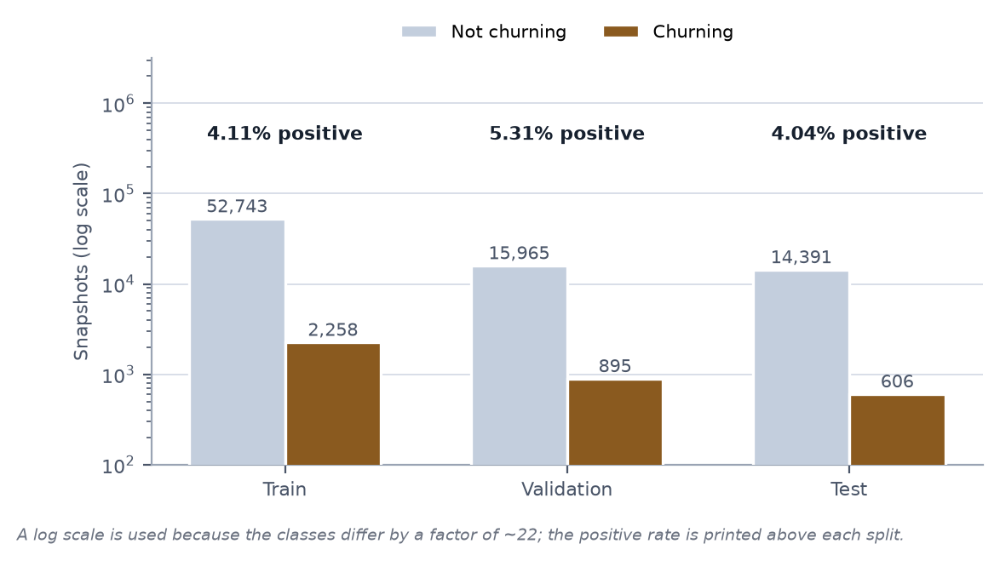 Not churning Churning
10^6
4.11% positive 5.31% positive 4.04% positive
10^5
52,743
15,965 14,391
10^4
2,258
895
606
10^3
10^2
Snapshots (log scale)
Train Validation Test
A log scale is used because the classes differ by a factor of ~22; the positive rate is printed above each split.